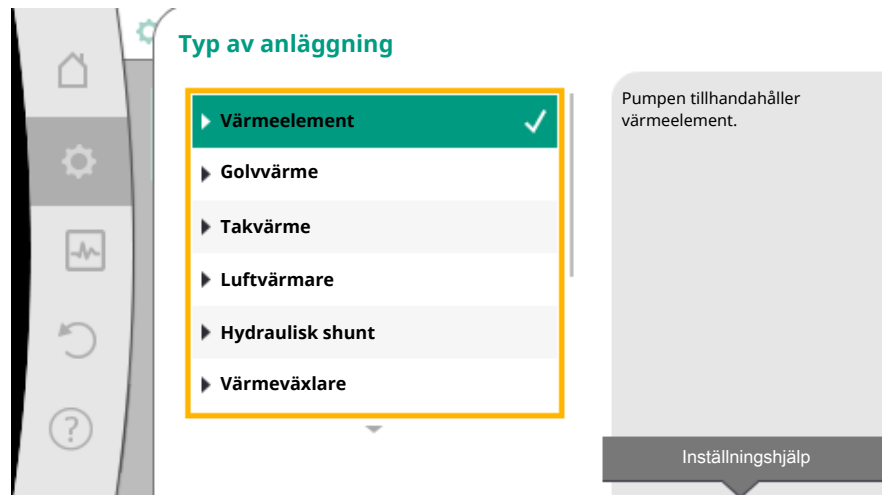 Typ av anläggning
Värmeelement
Golvvärme
Takvärme
Luftvärmare
Hydraulisk shunt
Värmeväxlare
Pumpen tillhandahåller
värmeelement.
Inställningshjälp
?